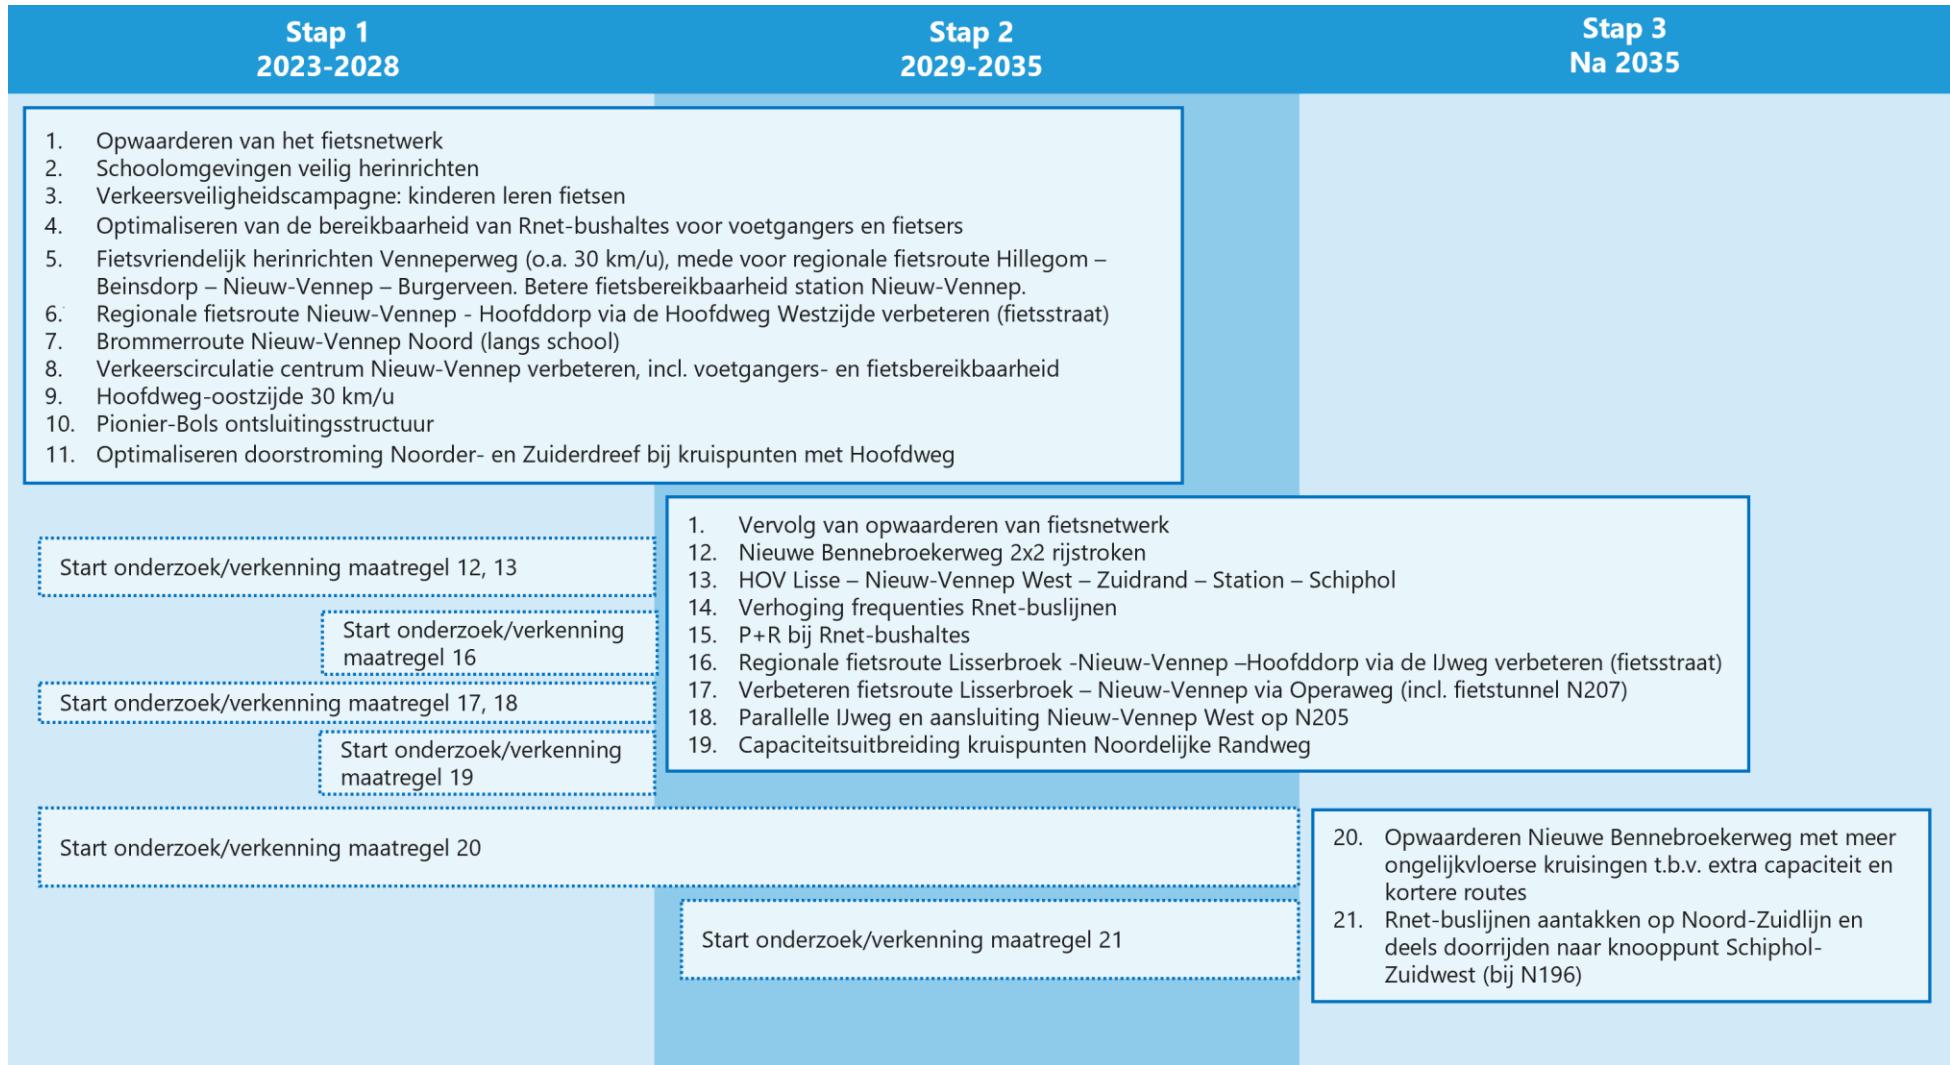 Stap 1
2023-2028
Stap 2
2029-2035
Stap 3
Na 2035
1. Opwaarderen van het fietsnetwerk
2. Schoolomgevingen veilig herinrichten
3. Verkeersveiligheidscampagne: kinderen leren fietsen
4. Optimaliseren van de bereikbaarheid van Rnet-bushaltes voor voetgangers en fietsers
5. Fietsvriendelijk herinrichten Venneperweg (o.a. 30 km/u), mede voor regionale fietsroute Hillegom –
Beinsdorp – Nieuw-Vennep – Burgerveen. Betere fietsbereikbaarheid station Nieuw-Vennep.
6. Regionale fietsroute Nieuw-Vennep - Hoofddorp via de Hoofdweg Westzijde verbeteren (fietsstraat)
7. Brommerroute Nieuw-Vennep Noord (langs school)
8. Verkeerscirculatie centrum Nieuw-Vennep verbeteren, incl. voetgangers- en fietsbereikbaarheid
9. Hoofdweg-oostzijde 30 km/u
10. Pionier-Bols ontsluitingsstructuur
11. Optimaliseren doorstroming Noorder- en Zuiderdreef bij kruispunten met Hoofdweg
Start onderzoek/verkenning maatregel 12, 13
Start onderzoek/verkenning
maatregel 16
Start onderzoek/verkenning maatregel 17, 18
Start onderzoek/verkenning
maatregel 19
1. Vervolg van opwaarderen van fietsnetwerk
12. Nieuwe Bennebroekerweg 2x2 rijstroken
13. HOV Lisse – Nieuw-Vennep West – Zuidrand – Station – Schiphol
14. Verhoging frequenties Rnet-buslijnen
15. P+R bij Rnet-bushaltes
16. Regionale fietsroute Lisserbroek -Nieuw-Vennep –Hoofddorp via de IJweg verbeteren (fietsstraat)
17. Verbeteren fietsroute Lisserbroek – Nieuw-Vennep via Operaweg (incl. fietstunnel N207)
18. Parallelle IJweg en aansluiting Nieuw-Vennep West op N205
19. Capaciteitsuitbreiding kruispunten Noordelijke Randweg
Start onderzoek/verkenning maatregel 20
Start onderzoek/verkenning maatregel 21
20. Opwaarderen Nieuwe Bennebroekerweg met meer
ongelijkvloerse kruisingen t.b.v. extra capaciteit en
kortere routes
21. Rnet-buslijnen aantakken op Noord-Zuidlijn en
deels doorrijden naar knooppunt Schiphol-
Zuidwest (bij N196)